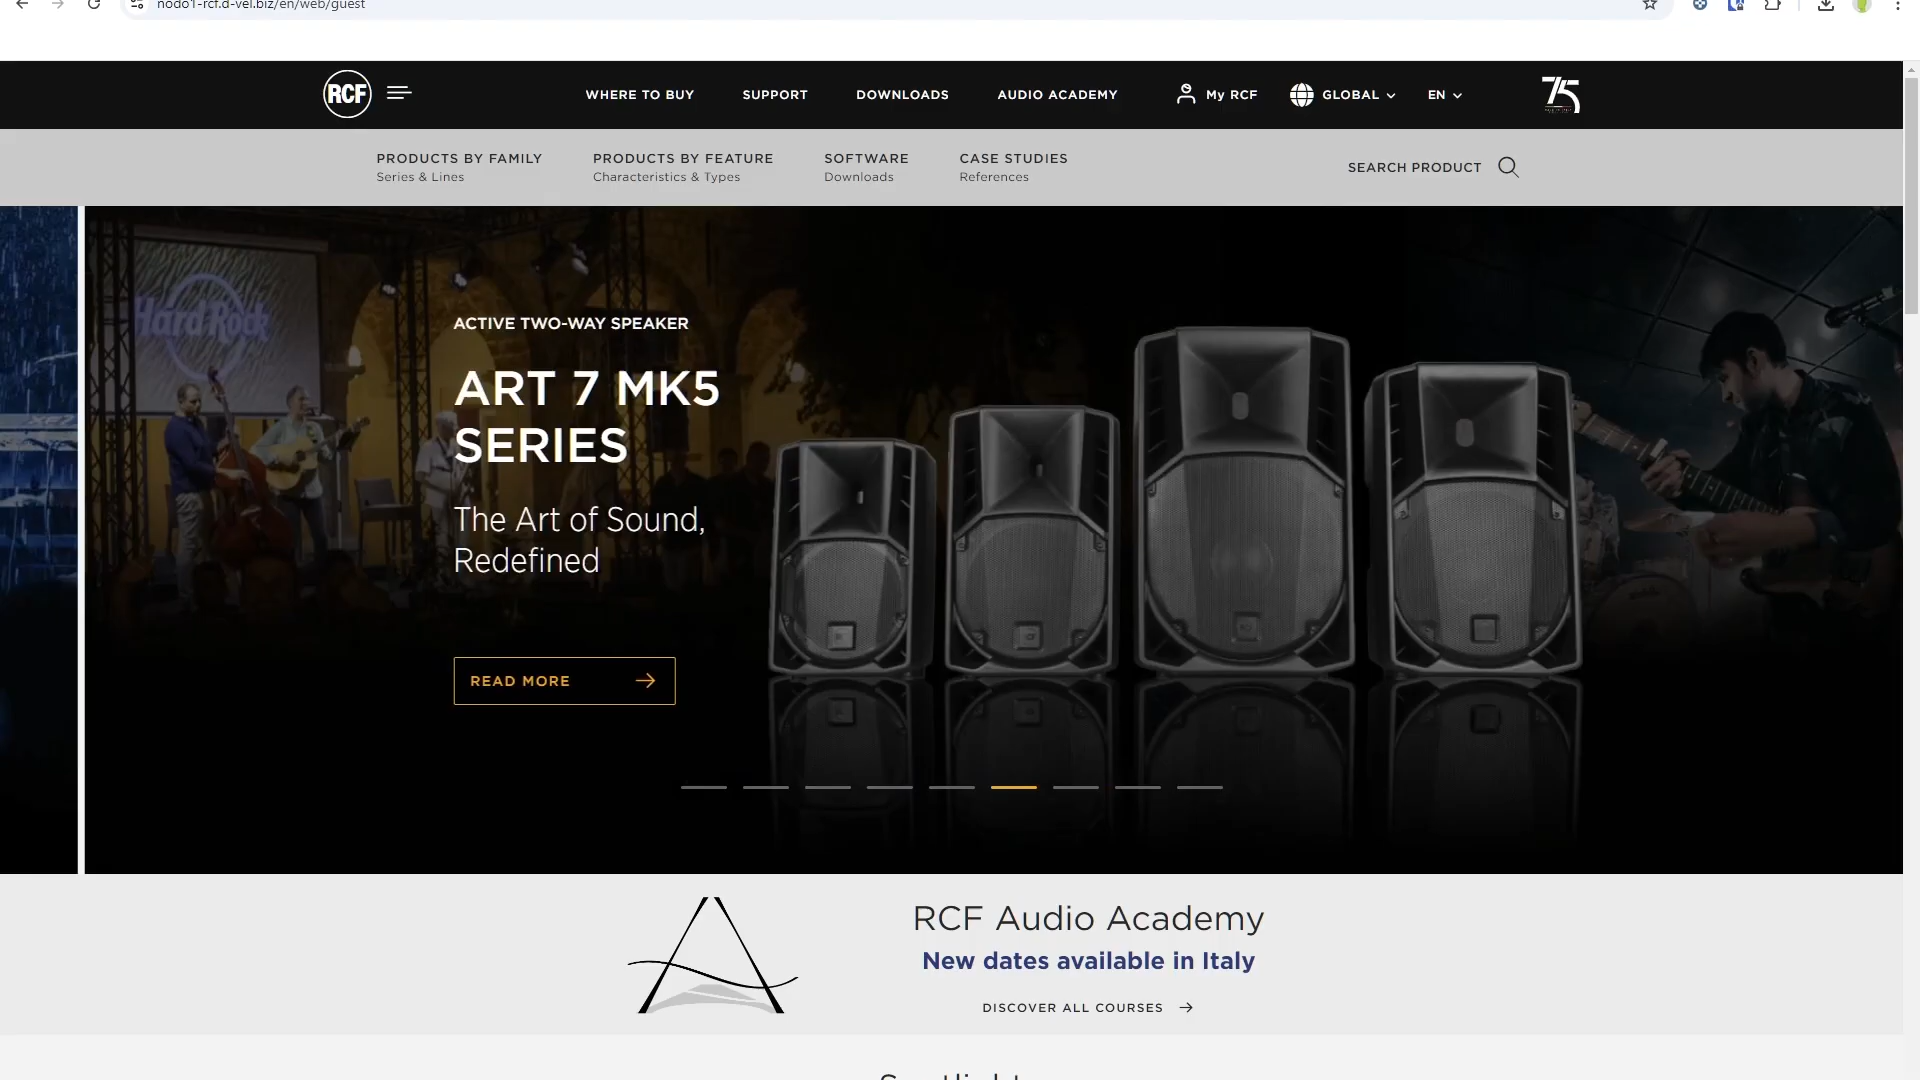 nodo1-rcf.d-vel.biz/en/web/guest
RCF
WHERE TO BUY
SUPPORT
DOWNLOADS
AUDIO ACADEMY
My RCF
GLOBAL
EN
75
PRODUCTS BY FAMILY
Series & Lines
PRODUCTS BY FEATURE
Characteristics & Types
SOFTWARE
Downloads
CASE STUDIES
References
SEARCH PRODUCT
Hard Rock
ACTIVE TWO-WAY SPEAKER
ART 7 MK5
SERIES
The Art of Sound,
Redefined
READ MORE
RCF Audio Academy
New dates available in Italy
DISCOVER ALL COURSES